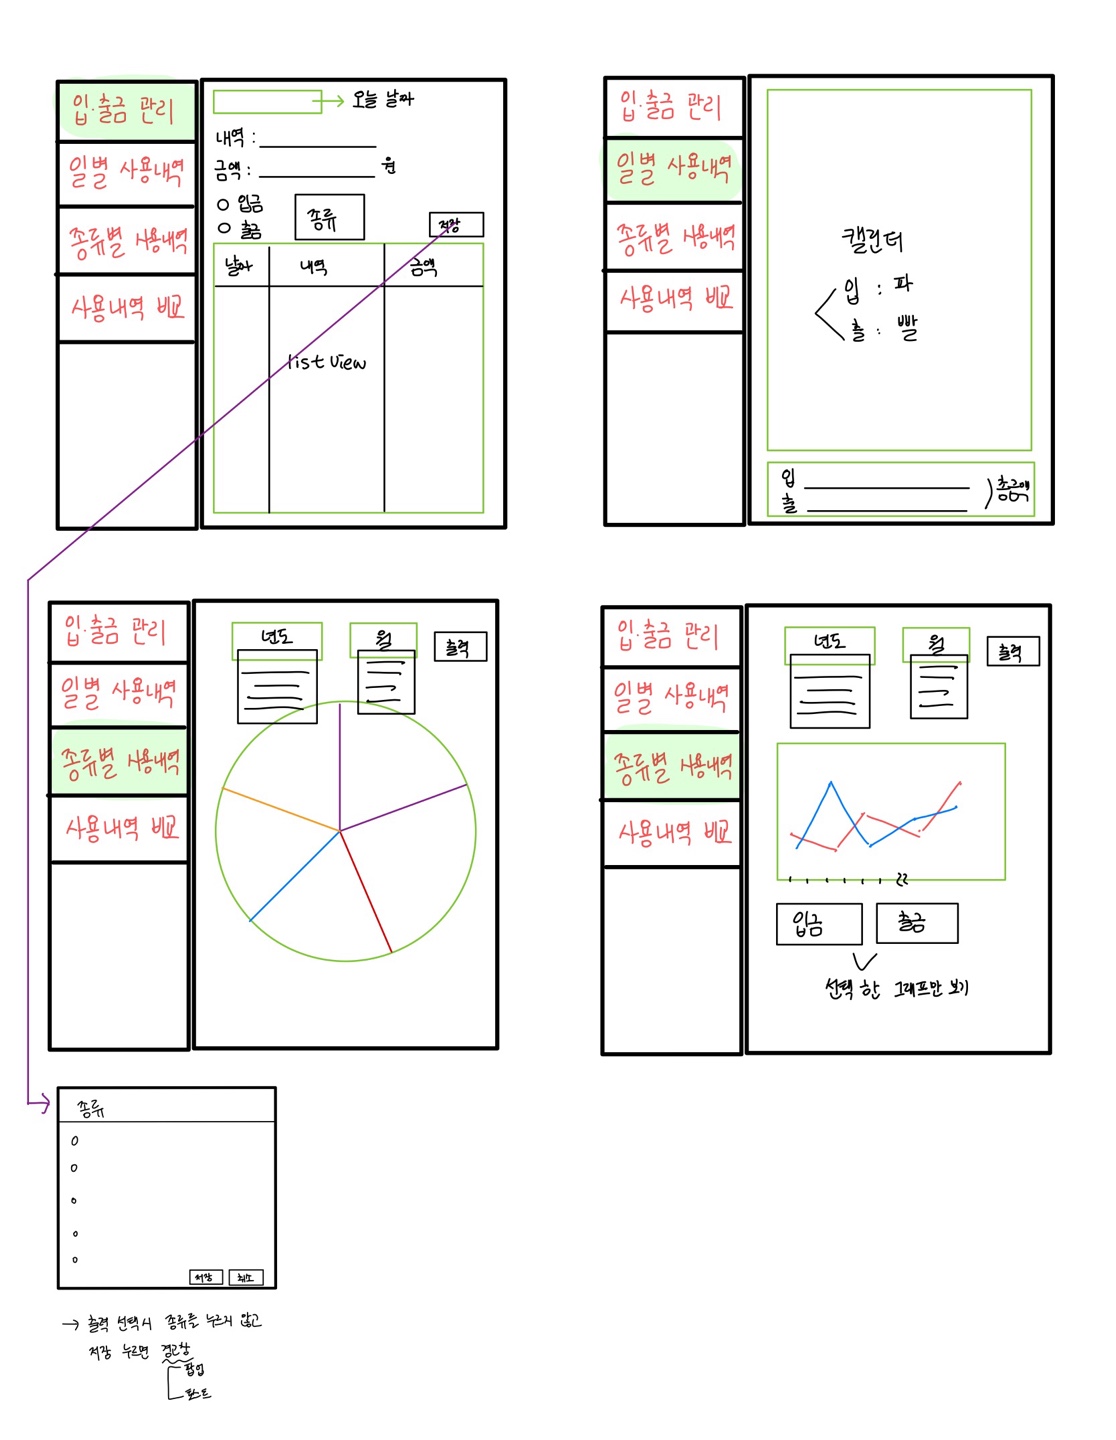 입·출금 관리
일별 사용내역
종류별 사용내역
사용내역 비교
오늘 날짜
내역 :
금액 : 원
입금
출금
종류
저장
날짜 내역 금액
list view
입·출금 관리
일별 사용내역
종류별 사용내역
사용내역 비교
캘린더
입 : 파
출 : 빨
입
출
총금액
입·출금 관리
일별 사용내역
종류별 사용내역
사용내역 비교
년도 월 출력
입·출금 관리
일별 사용내역
종류별 사용내역
사용내역 비교
년도 월 출력
입금 출금
선택한 그래프만 보기
종류
저장 취소
→ 출력 선택시 종류를 누르지 않고
저장 누르면 경고창
팝업
토스트